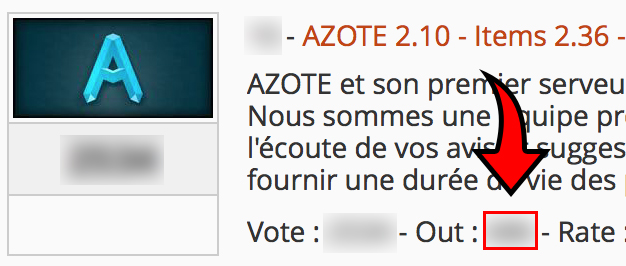 - AZOTE 2.10 - Items 2.36 -
AZOTE et son premier serveu
Nous sommes une quipe pr
l'écoute de vos avis sugges
fournir une durée d vie des
Vote : - Out : - Rate :